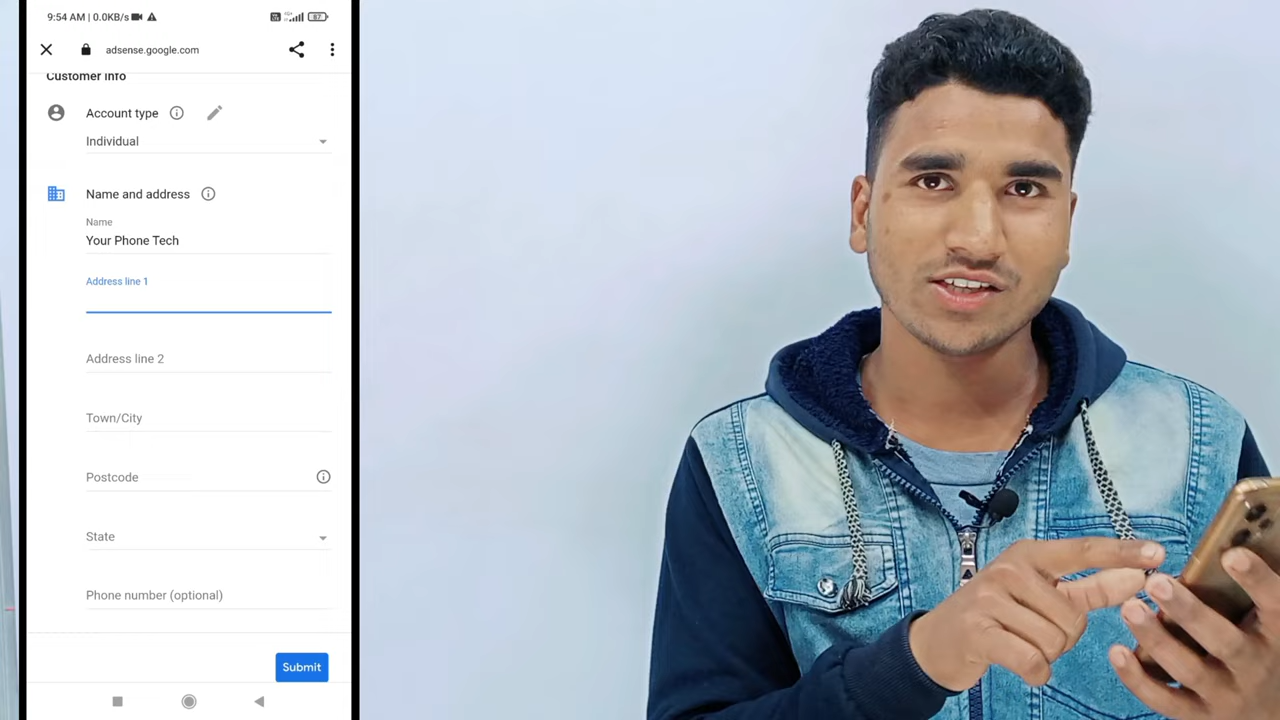 9:54 AM | 0.0KB/s
87
adsense.google.com
Customer info
Account type
Individual
Name and address
Name
Your Phone Tech
Address line 1
Address line 2
Town/City
Postcode
State
Phone number (optional)
Submit